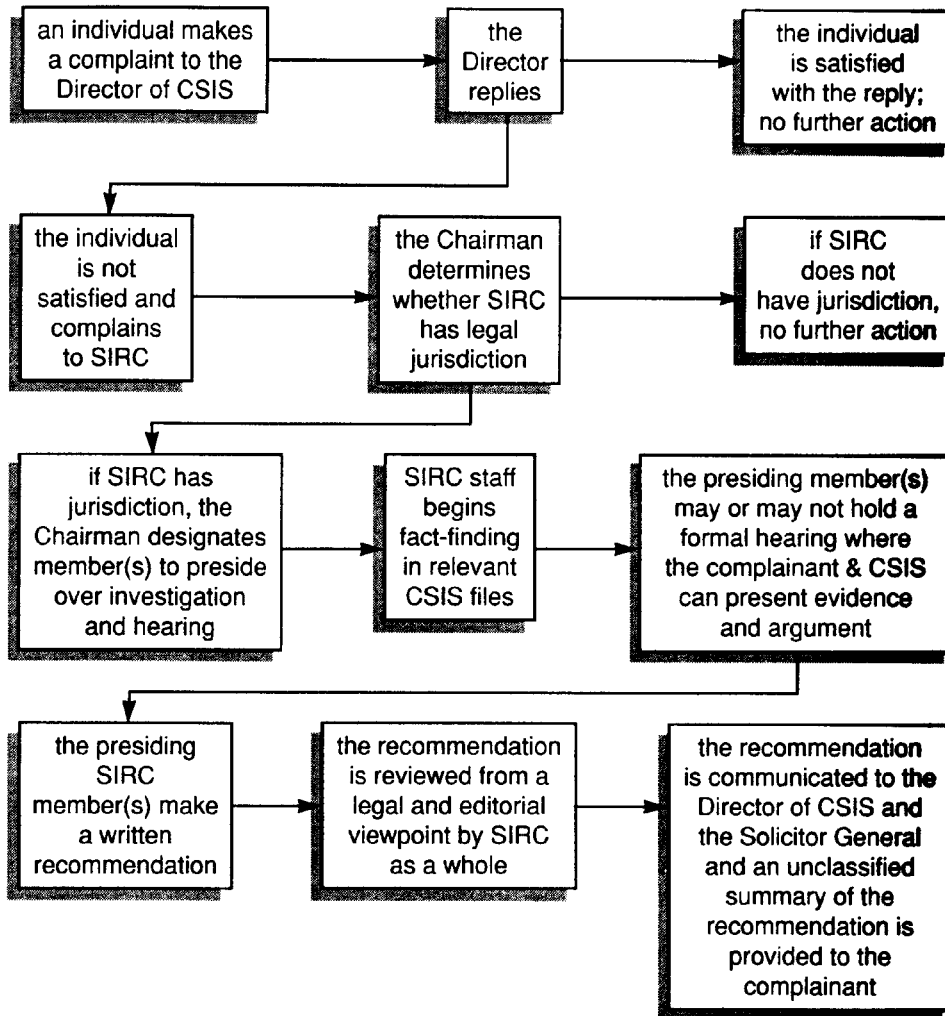 an individual makes
a complaint to the
Director of CSIS
the
Director
replies
the individual
is satisfied
with the reply;
no further action
the individual
is not
satisfied and
complains
to SIRC
the Chairman
determines
whether SIRC
has legal
jurisdiction
if SIRC
does not
have jurisdiction,
no further action
if SIRC has
jurisdiction, the
Chairman designates
member(s) to preside
over investigation
and hearing
SIRC staff
begins
fact-finding
in relevant
CSIS files
the presiding member(s)
may or may not hold a
formal hearing where
the complainant & CSIS
can present evidence
and argument
the presiding
SIRC
member(s) make
a written
recommendation
the recommendation
is reviewed from a
legal and editorial
viewpoint by SIRC
as a whole
the recommendation
is communicated to the
Director of CSIS and
the Solicitor General
and an unclassified
summary of the
recommendation is
provided to the
complainant